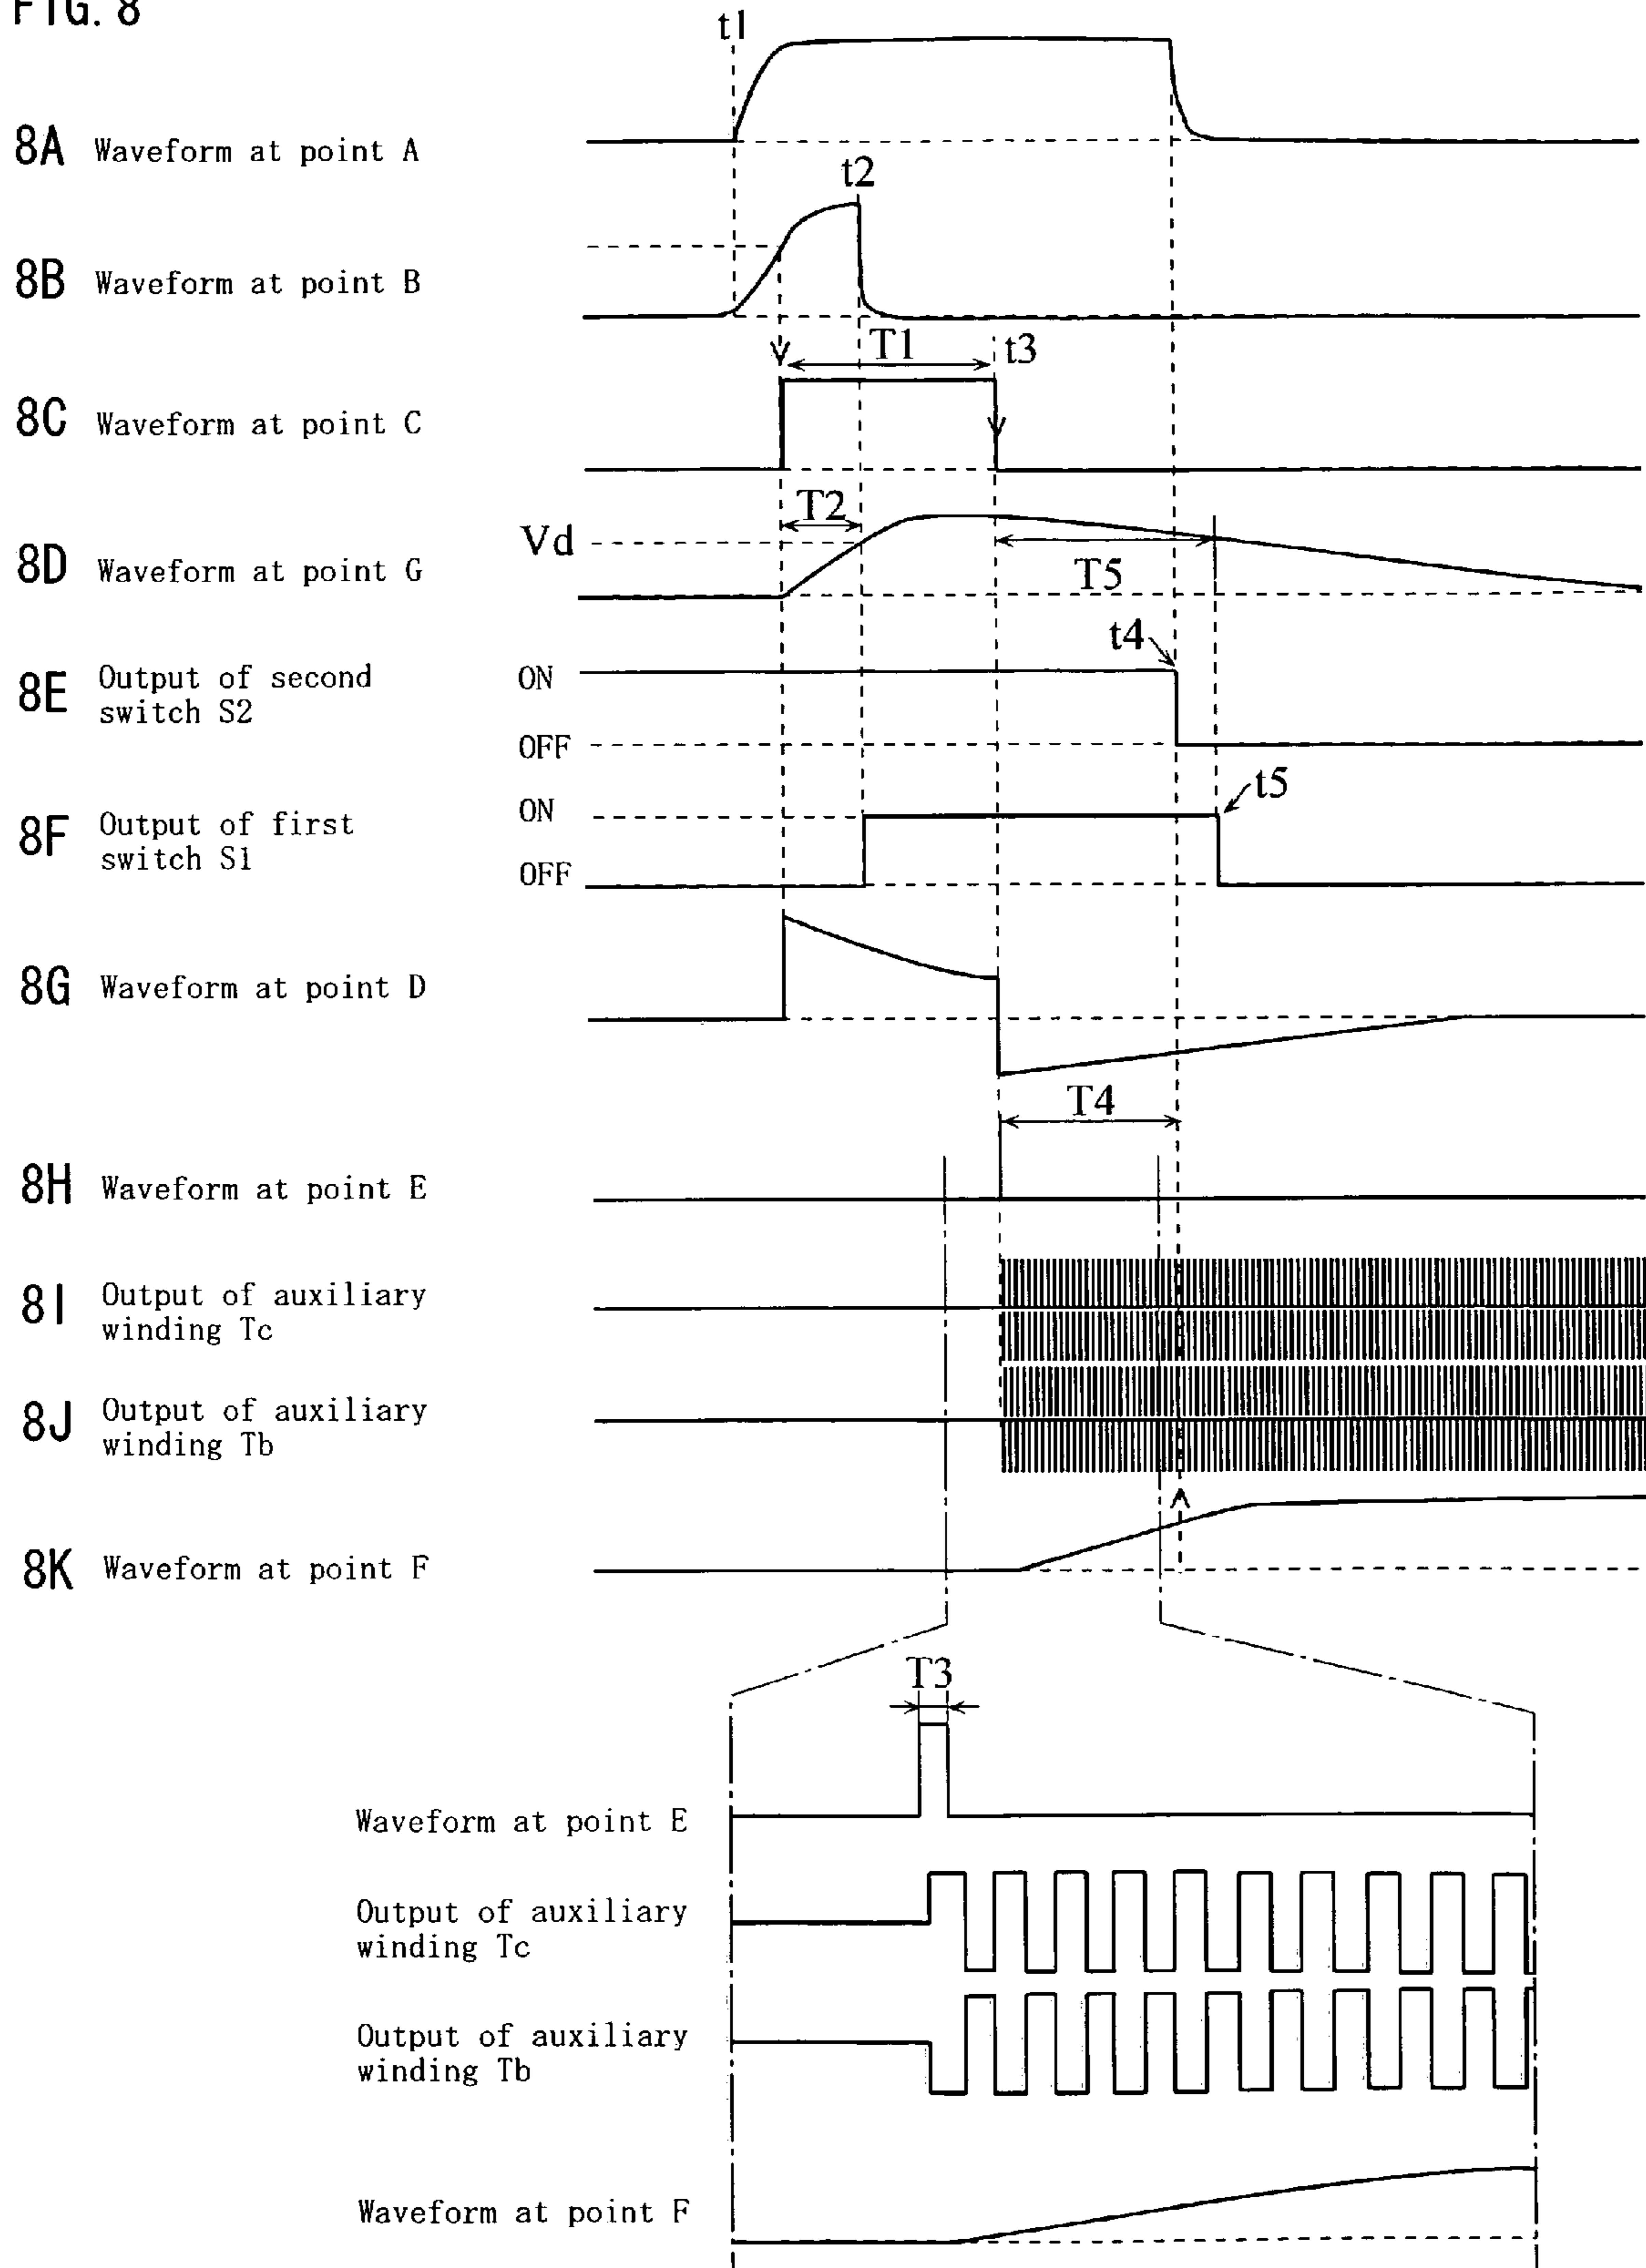 FIG. 8
t1
8A Waveform at point A
t2
8B Waveform at point B
T1
t3
8C Waveform at point C
T2
Vd
8D Waveform at point G
T5
t4
8E Output of second
switch S2
ON
OFF
t5
8F Output of first
switch S1
ON
OFF
8G Waveform at point D
T4
8H Waveform at point E
8I Output of auxiliary
winding Tc
8J Output of auxiliary
winding Tb
8K Waveform at point F
T3
Waveform at point E
Output of auxiliary
winding Tc
Output of auxiliary
winding Tb
Waveform at point F